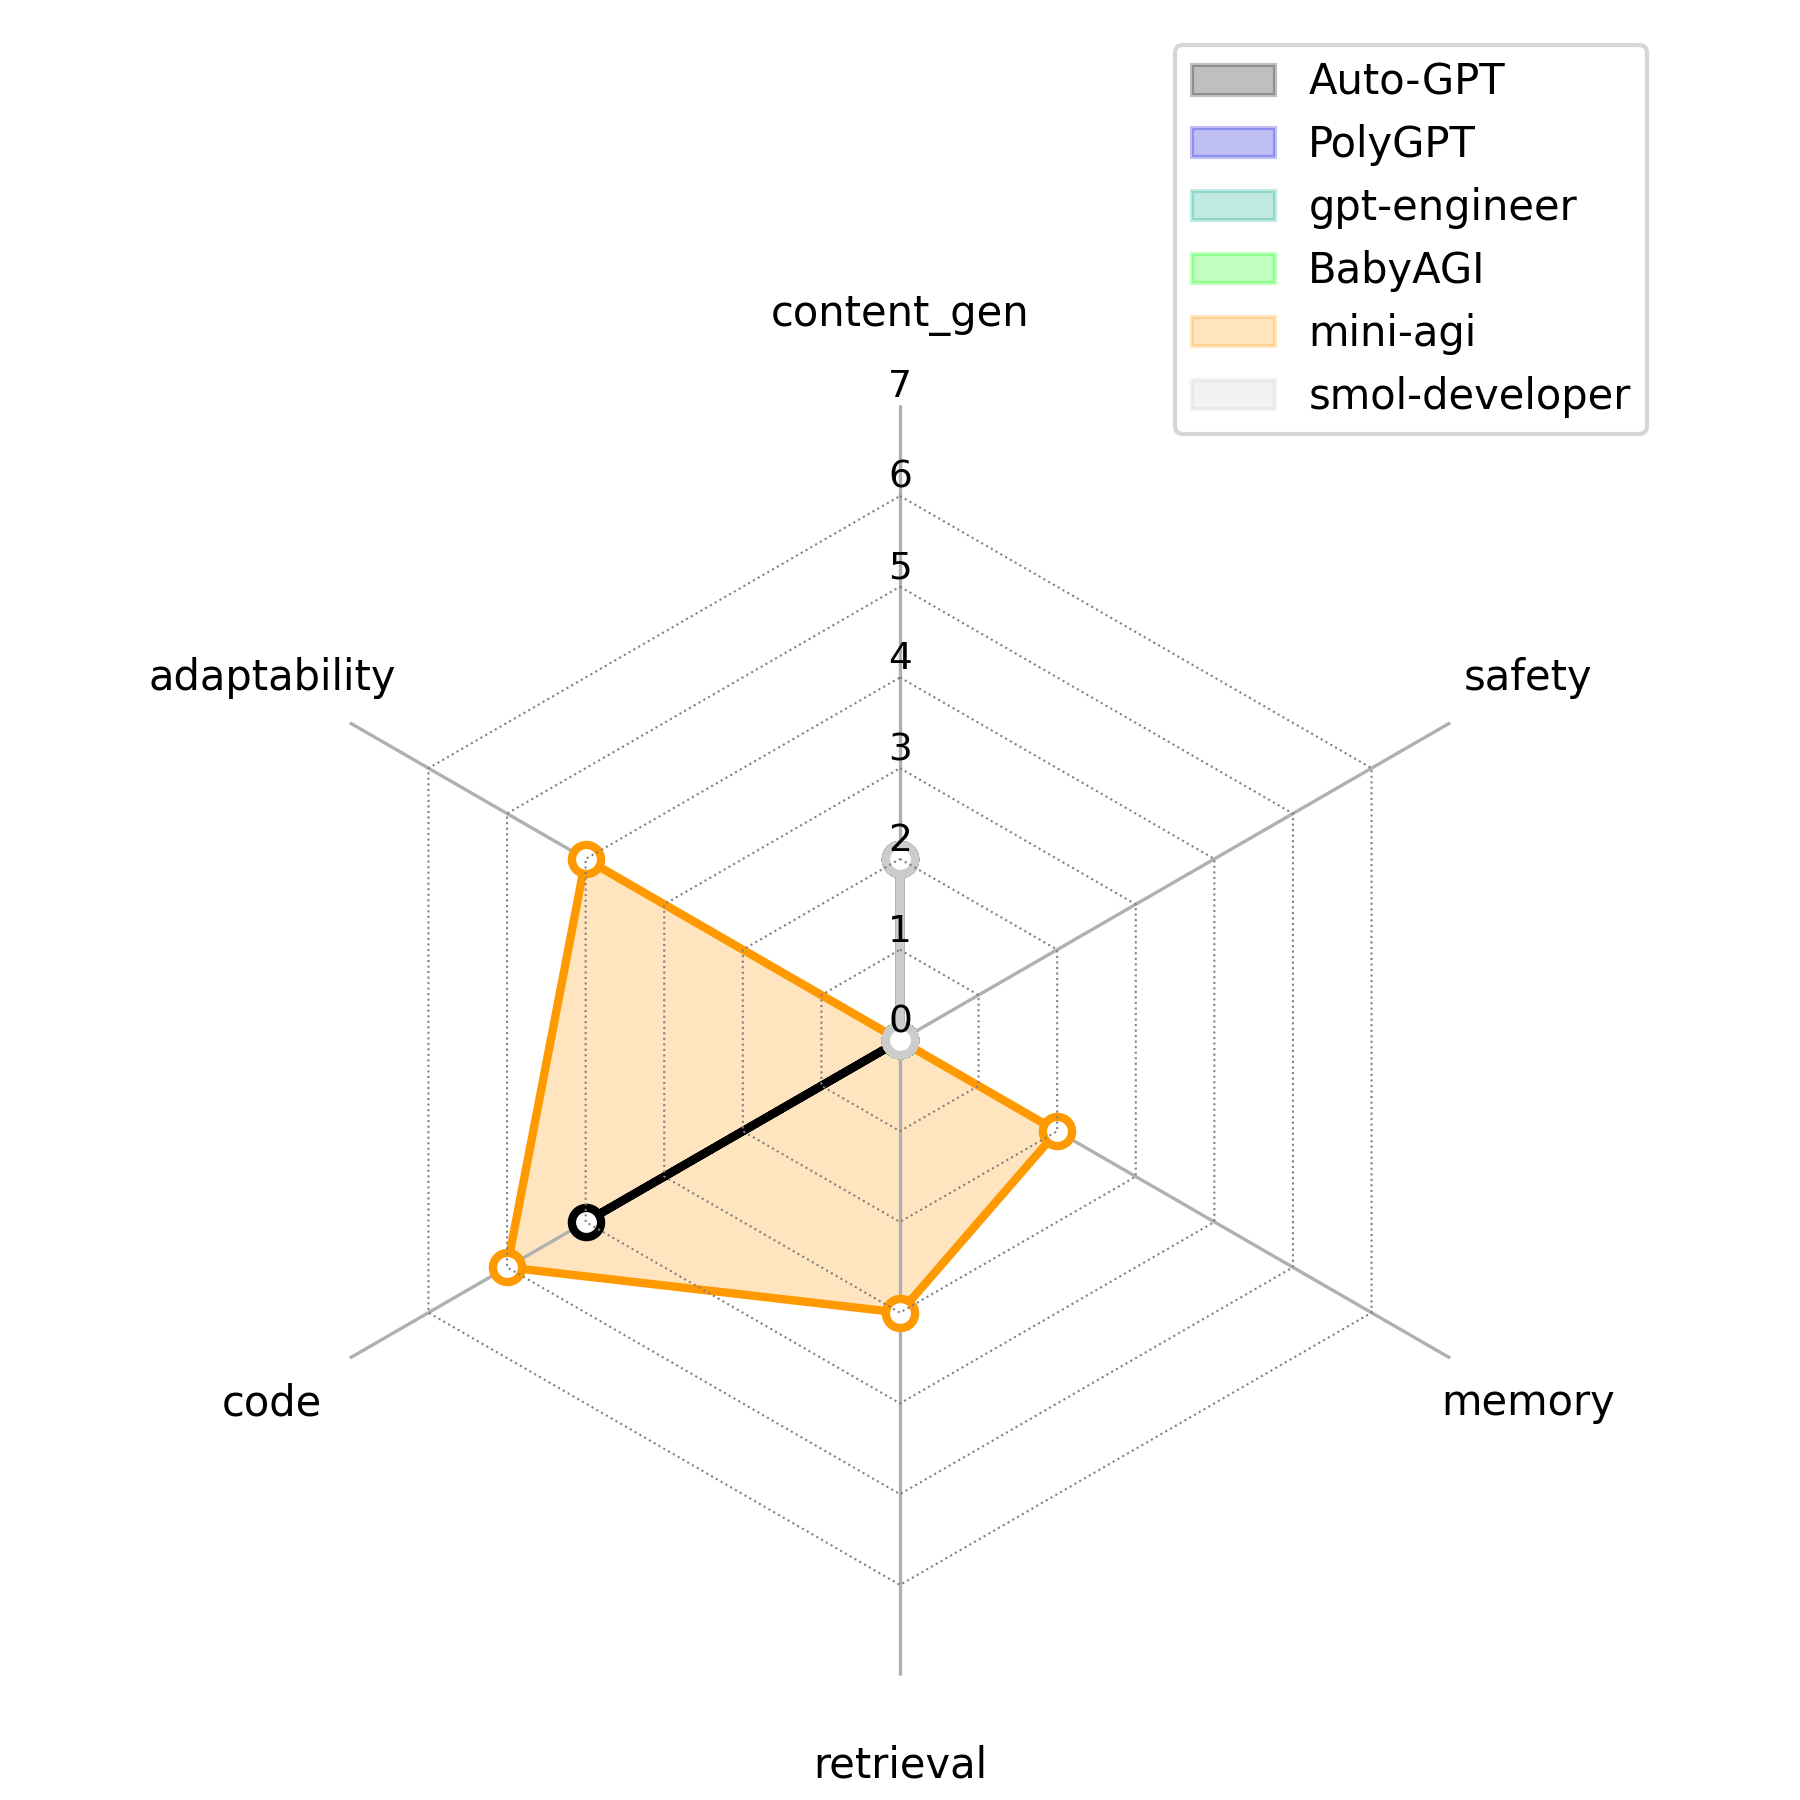 Auto-GPT
PolyGPT
gpt-engineer
BabyAGI
mini-agi
smol-developer
content_gen
7
6
5
4
3
2
1
0
adaptability
safety
code
memory
retrieval